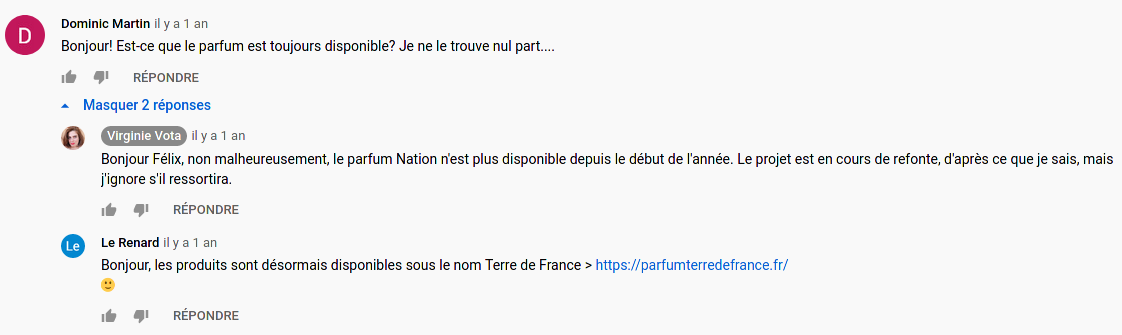 D
Dominic Martin il y a 1 an
Bonjour! Est-ce que le parfum est toujours disponible? Je ne le trouve nul part....
RÉPONDRE
Masquer 2 réponses
Virginie Vota il y a 1 an
Bonjour Félix, non malheureusement, le parfum Nation n'est plus disponible depuis le début de l'année. Le projet est en cours de refonte, d'après ce que je sais, mais
j'ignore s'il ressortira.
RÉPONDRE
Le
Le Renard il y a 1 an
Bonjour, les produits sont désormais disponibles sous le nom Terre de France > https://parfumterredefrance.fr/
🙂
RÉPONDRE